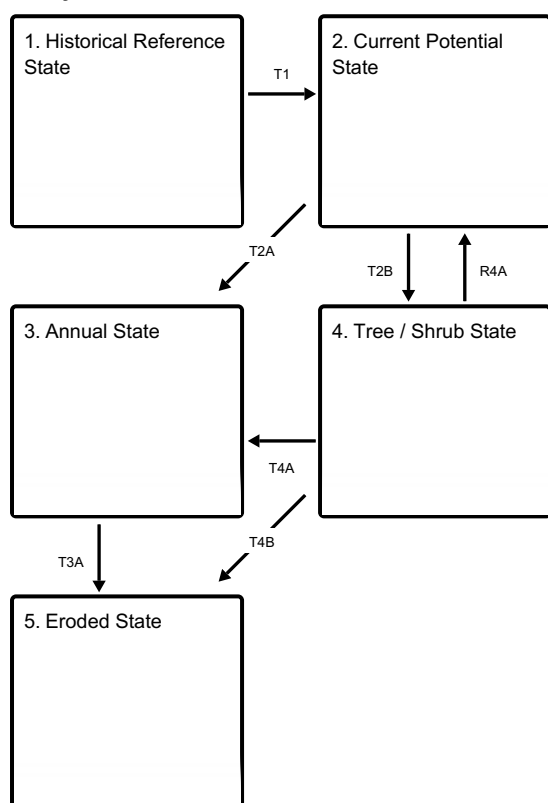 1. Historical Reference
State
T1
2. Current Potential
State
T2A
T2B
R4A
3. Annual State
4. Tree / Shrub State
T4A
T3A
T4B
5. Eroded State